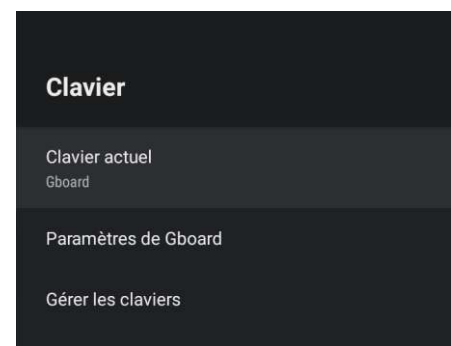 Clavier
Clavier actuel
Gboard
Paramètres de Gboard
Gérer les claviers